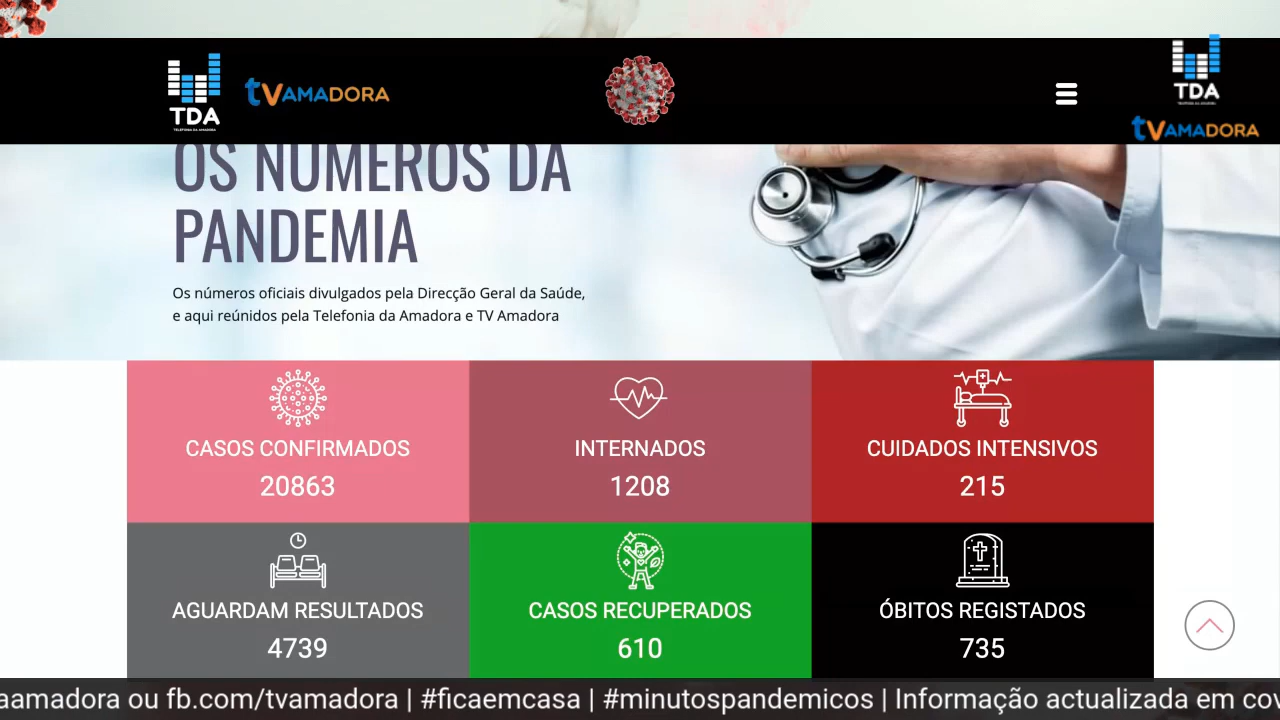 TDA
TELEFONIA DA AMADORA
tvAMADORA
TDA
tvAMADORA
OS NÚMEROS DA
PANDEMIA
Os números oficiais divulgados pela Direcção Geral da Saúde,
e aqui reúnidos pela Telefonia da Amadora e TV Amadora
CASOS CONFIRMADOS
20863
INTERNADOS
1208
CUIDADOS INTENSIVOS
215
AGUARDAM RESULTADOS
4739
CASOS RECUPERADOS
610
ÓBITOS REGISTADOS
735
aamadora ou fb.com/tvamadora | #ficaemcasa | #minutospandemicos | Informação actualizada em cov